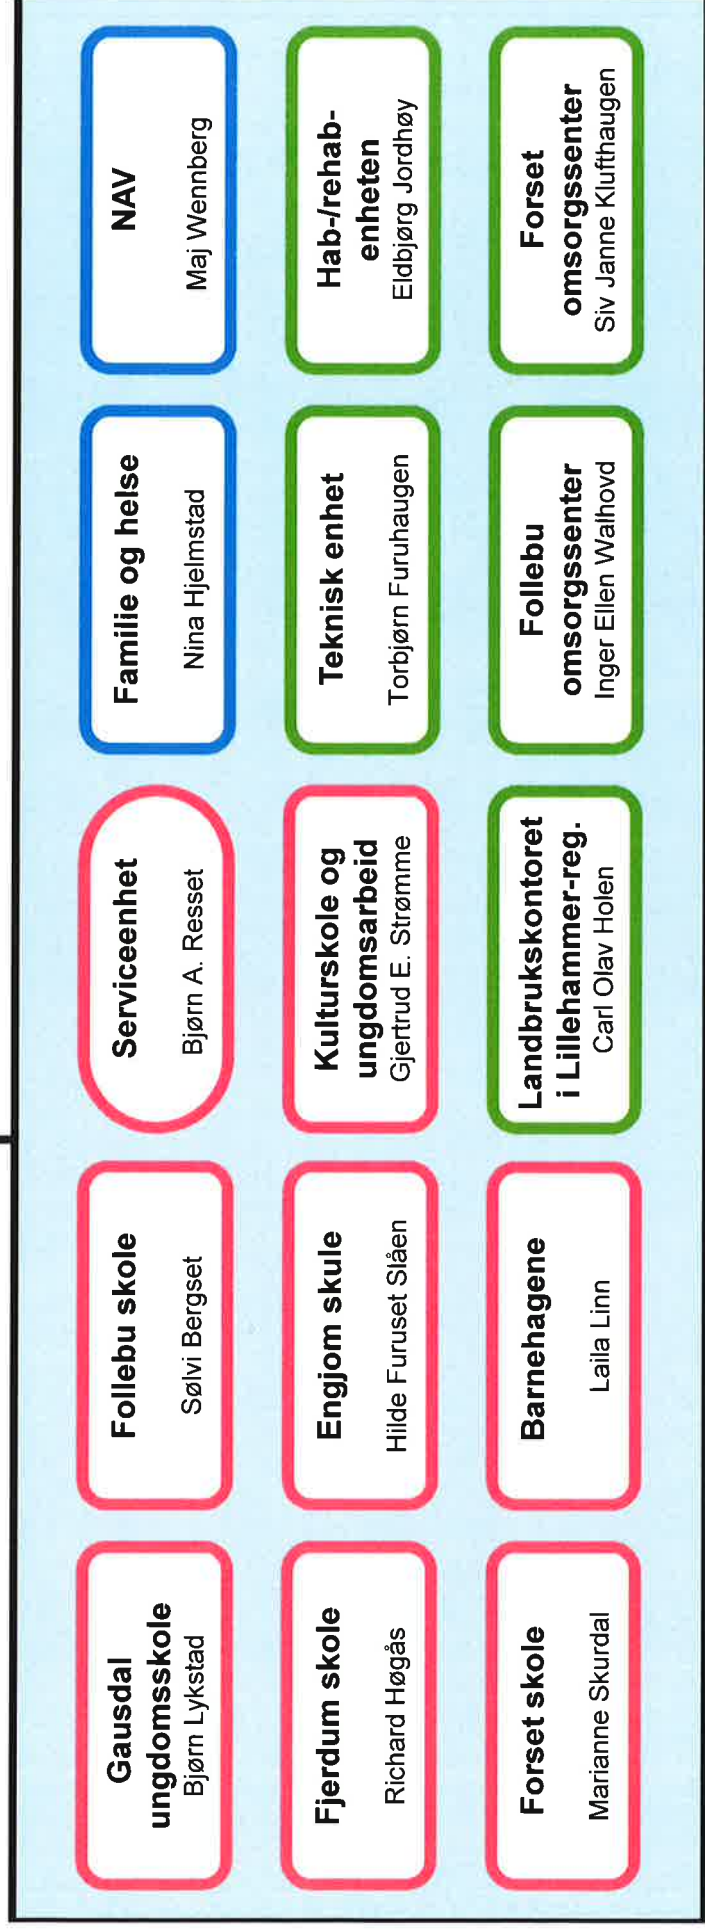 Gausdal
ungdomsskole
Bjørn Lykstad
Follebu skole
Sølvi Bergset
Serviceenhet
Bjørn A. Resset
Familie og helse
Nina Hjelmstad
NAV
Maj Wennberg
Fjerdum skole
Richard Høgås
Engjom skule
Hilde Furuset Slåen
Kulturskole og
ungdomsarbeid
Gjertrud E. Strømme
Teknisk enhet
Torbjørn Furuhaugen
Hab-/rehab-
enheten
Eldbjørg Jordhøy
Forset skole
Marianne Skurdal
Barnehagene
Laila Linn
Landbrukskontoret
i Lillehammer-reg.
Carl Olav Holen
Follebu
omsorgssenter
Inger Ellen Walhovd
Forset
omsorgssenter
Siv Janne Klufthaugen